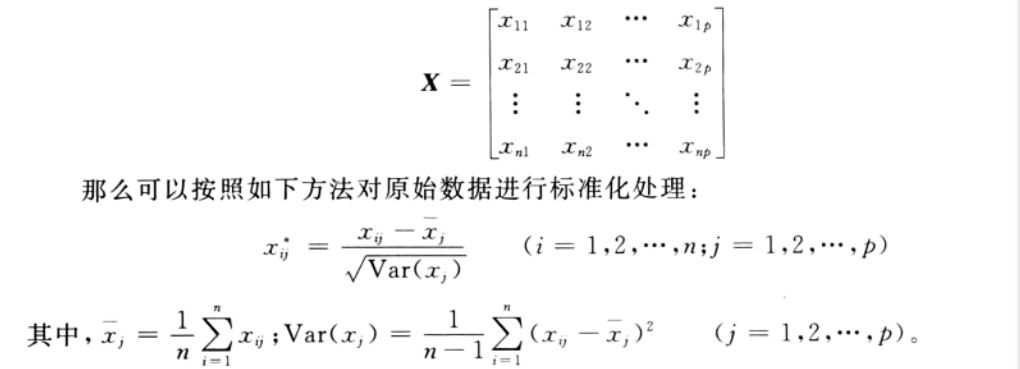 X = [ x11 x12 ⋯ x1p
x21 x22 ⋯ x2p
⋮ ⋮ ⋱ ⋮
xn1 xn2 ⋯ xnp ]
那么可以按照如下方法对原始数据进行标准化处理：
x*ij = (xij − x̄j) / √Var(xj) (i = 1,2,⋯,n;j = 1,2,⋯,p)
其中，x̄j = 1/n ∑ⁿi=1 xij；Var(xj) = 1/(n−1) ∑ⁿi=1 (xij − x̄j)² (j = 1,2,⋯,p)。